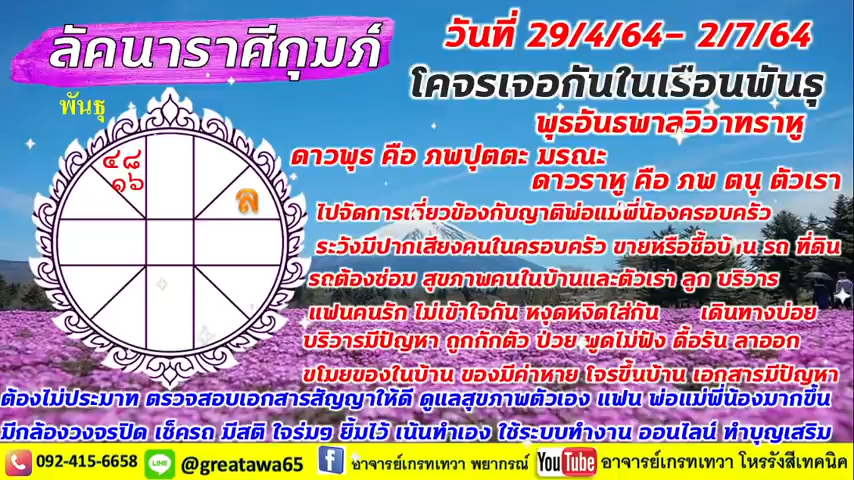 ลัคนาราศีกุมภ์
วันที่ 29/4/64- 2/7/64
โคจรเจอกันในเรือนพันธุ
พันธุ
พุธอันธพาลวิวาทราหู
ดาวพุธ คือ ภพปุตตะ มรณะ
ดาวราหู คือ ภพ ตนุ ตัวเรา
๔๘
๑๖
ล
ไปจัดการเกี่ยวข้องกับญาติพ่อแม่พี่น้องครอบครัว
ระวังมีปากเสียงคนในครอบครัว ขายหรือซื้อบ้าน รถ ที่ดิน
รถต้องซ่อม สุขภาพคนในบ้านและตัวเรา ลูก บริวาร
แฟนคนรัก ไม่เข้าใจกัน หงุดหงิดใส่กัน เดินทางบ่อย
บริวารมีปัญหา ถูกกักตัว ป่วย พูดไม่ฟัง ดื้อรัน ลาออก
ขโมยของในบ้าน ของมีค่าหาย โจรขึ้นบ้าน เอกสารมีปัญหา
ต้องไม่ประมาท ตรวจสอบเอกสารสัญญาให้ดี ดูแลสุขภาพตัวเอง แฟน พ่อแม่พี่น้องมากขึ้น
มีกล้องวงจรปิด เช็ครถ มีสติ ใจร่มๆ ยิ้มไว้ เน้นทำเอง ใช้ระบบทำงาน ออนไลน์ ทำบุญเสริม
092-415-6658 LINE @greatawa65 f อาจารย์เกรทเทวา พยากรณ์ YouTube อาจารย์เกรทเทวา โหรรังสีเทคนิค